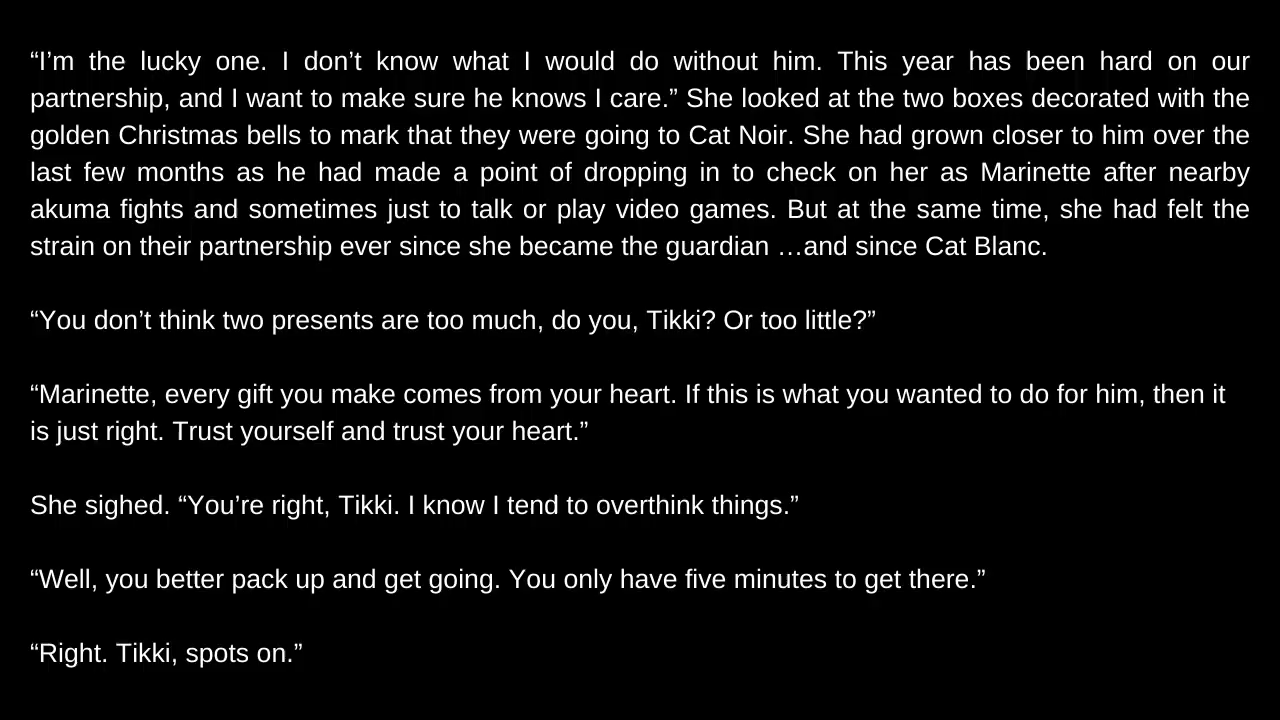 “I’m the lucky one. I don’t know what I would do without him. This year has been hard on our
partnership, and I want to make sure he knows I care.” She looked at the two boxes decorated with the
golden Christmas bells to mark that they were going to Cat Noir. She had grown closer to him over the
last few months as he had made a point of dropping in to check on her as Marinette after nearby
akuma fights and sometimes just to talk or play video games. But at the same time, she had felt the
strain on their partnership ever since she became the guardian …and since Cat Blanc.
“You don’t think two presents are too much, do you, Tikki? Or too little?”
“Marinette, every gift you make comes from your heart. If this is what you wanted to do for him, then it
is just right. Trust yourself and trust your heart.”
She sighed. “You’re right, Tikki. I know I tend to overthink things.”
“Well, you better pack up and get going. You only have five minutes to get there.”
“Right. Tikki, spots on.”